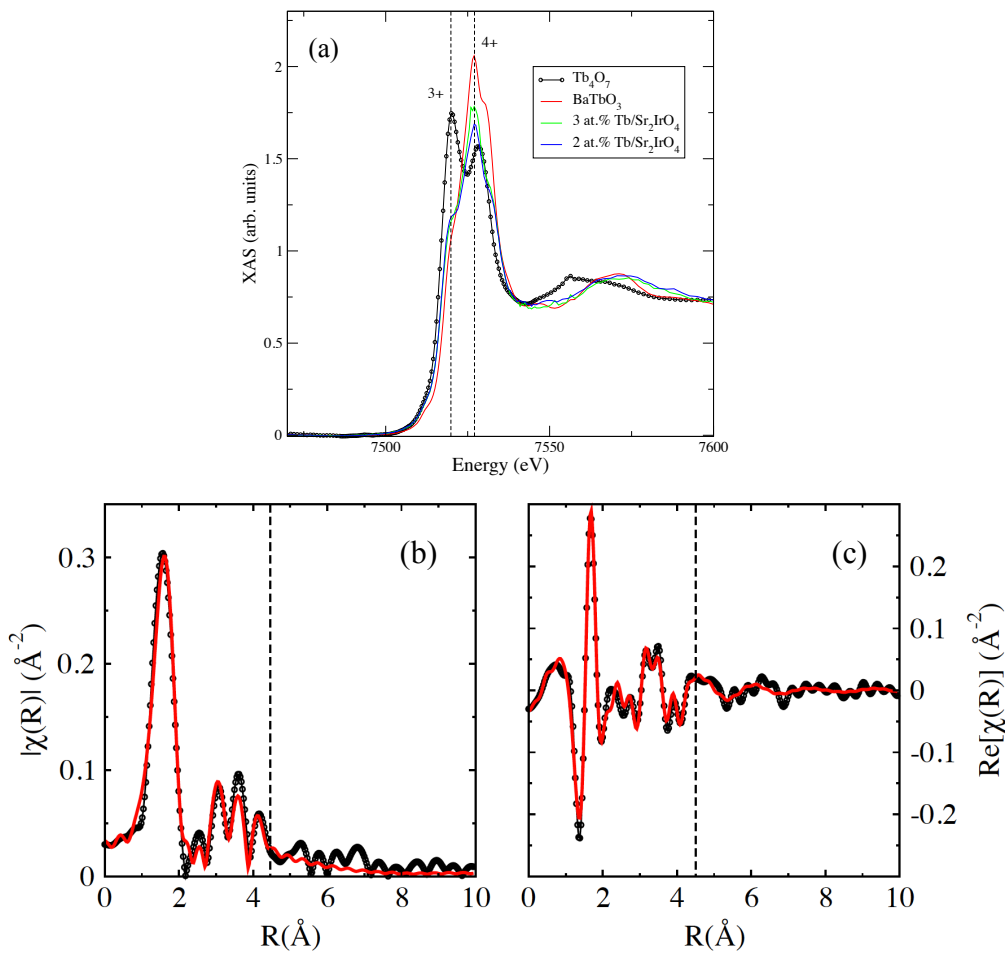 (a)
3+
4+
Tb₄O₇
BaTbO₃
3 at.% Tb/Sr₂IrO₄
2 at.% Tb/Sr₂IrO₄
2
1.5
1
0.5
0
XAS (arb. units)
7500
7550
7600
Energy (eV)
(b)
0.3
0.2
0.1
0
|χ(R)| (Å⁻²)
0 2 4 6 8 10
R(Å)
(c)
0.2
0.1
0
-0.1
-0.2
Re[χ(R)] (Å⁻²)
0 2 4 6 8 10
R(Å)